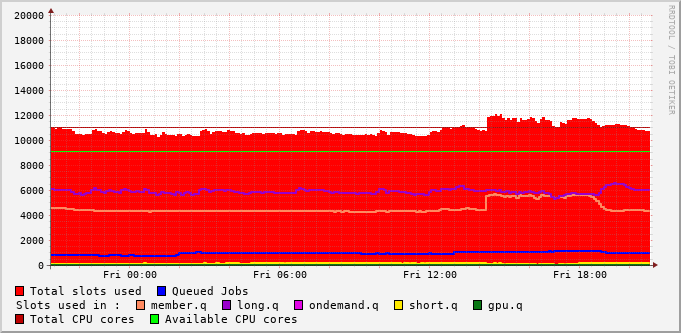 20000
18000
16000
14000
12000
10000
8000
6000
4000
2000
0
Fri 00:00 Fri 06:00 Fri 12:00 Fri 18:00
Total slots used Queued Jobs
Slots used in : member.q long.q ondemand.q short.q gpu.q
Total CPU cores Available CPU cores
RRDTOOL / TOBI OETIKER